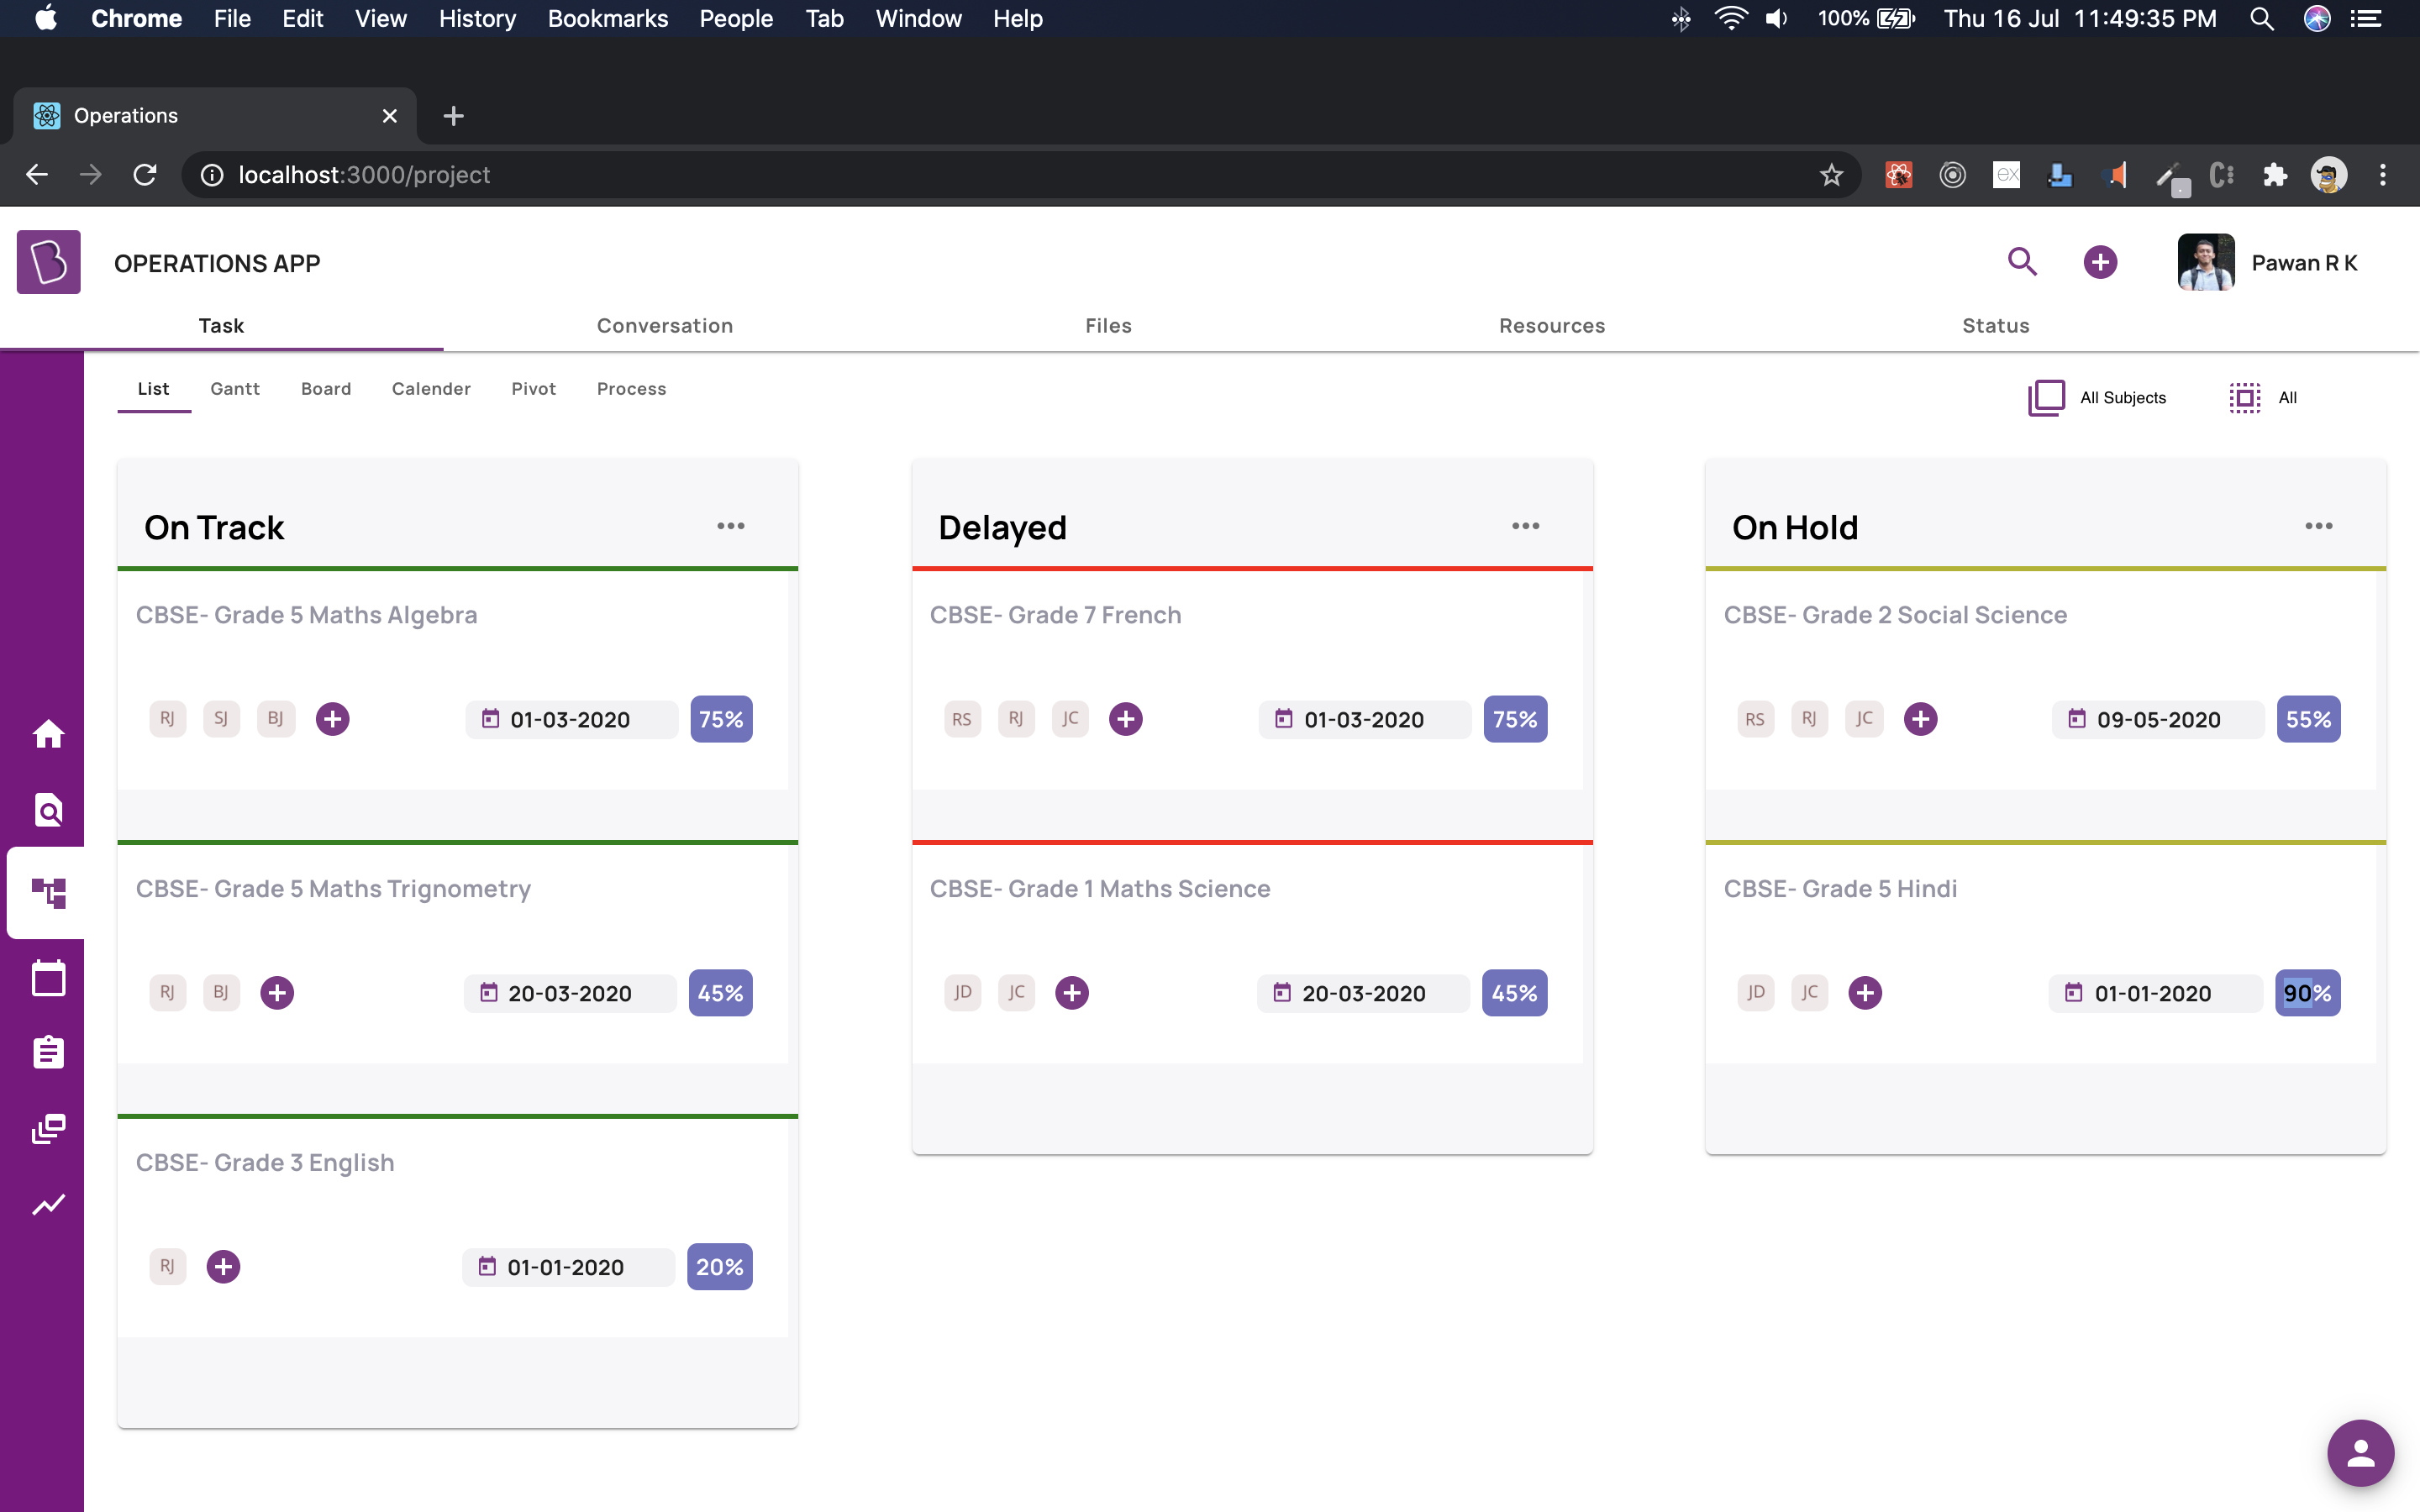 Chrome File Edit View History Bookmarks People Tab Window Help 100% Thu 16 Jul 11:49:35 PM
Operations
localhost:3000/project
OPERATIONS APP
Pawan R K
Task Conversation Files Resources Status
List Gantt Board Calender Pivot Process
All Subjects All
On Track
CBSE- Grade 5 Maths Algebra
RJ SJ BJ 01-03-2020 75%
CBSE- Grade 5 Maths Trignometry
RJ BJ 20-03-2020 45%
CBSE- Grade 3 English
RJ 01-01-2020 20%
Delayed
CBSE- Grade 7 French
RS RJ JC 01-03-2020 75%
CBSE- Grade 1 Maths Science
JD JC 20-03-2020 45%
On Hold
CBSE- Grade 2 Social Science
RS RJ JC 09-05-2020 55%
CBSE- Grade 5 Hindi
JD JC 01-01-2020 90%